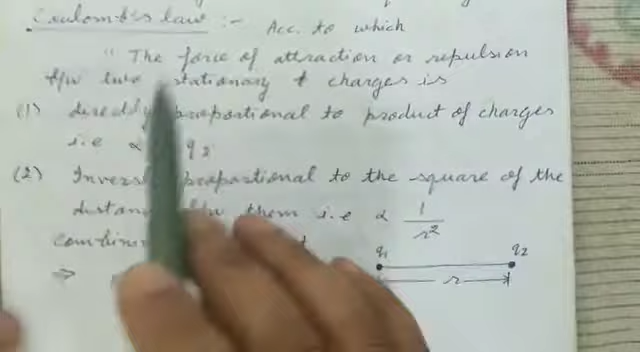 Coulomb's law :- Acc. to which
" The force of attraction or repulsion
b/w two stationary charges is
(1) directly proportional to product of charges
i.e ∝ q2
(2) Inversely proportional to the square of the
b/w them i.e ∝ 1/r²
q1 q2
⇒ r